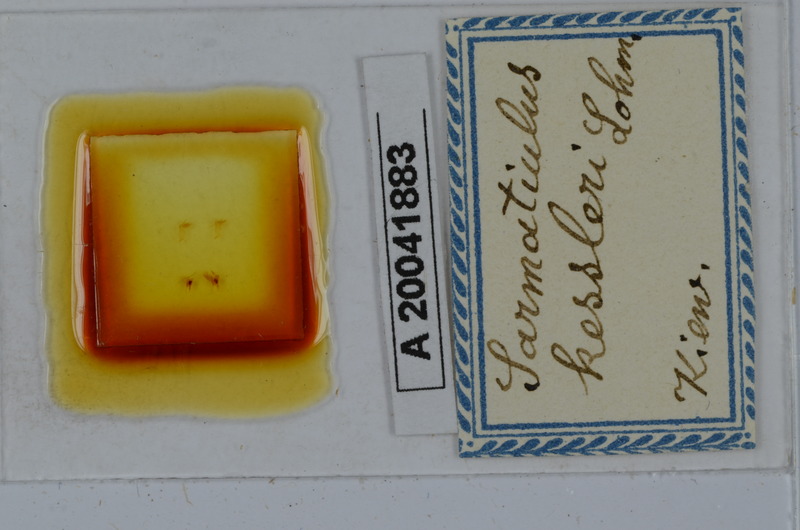 A 20041883
Sarmatiulus
kessleri Lohm.
Kiew.